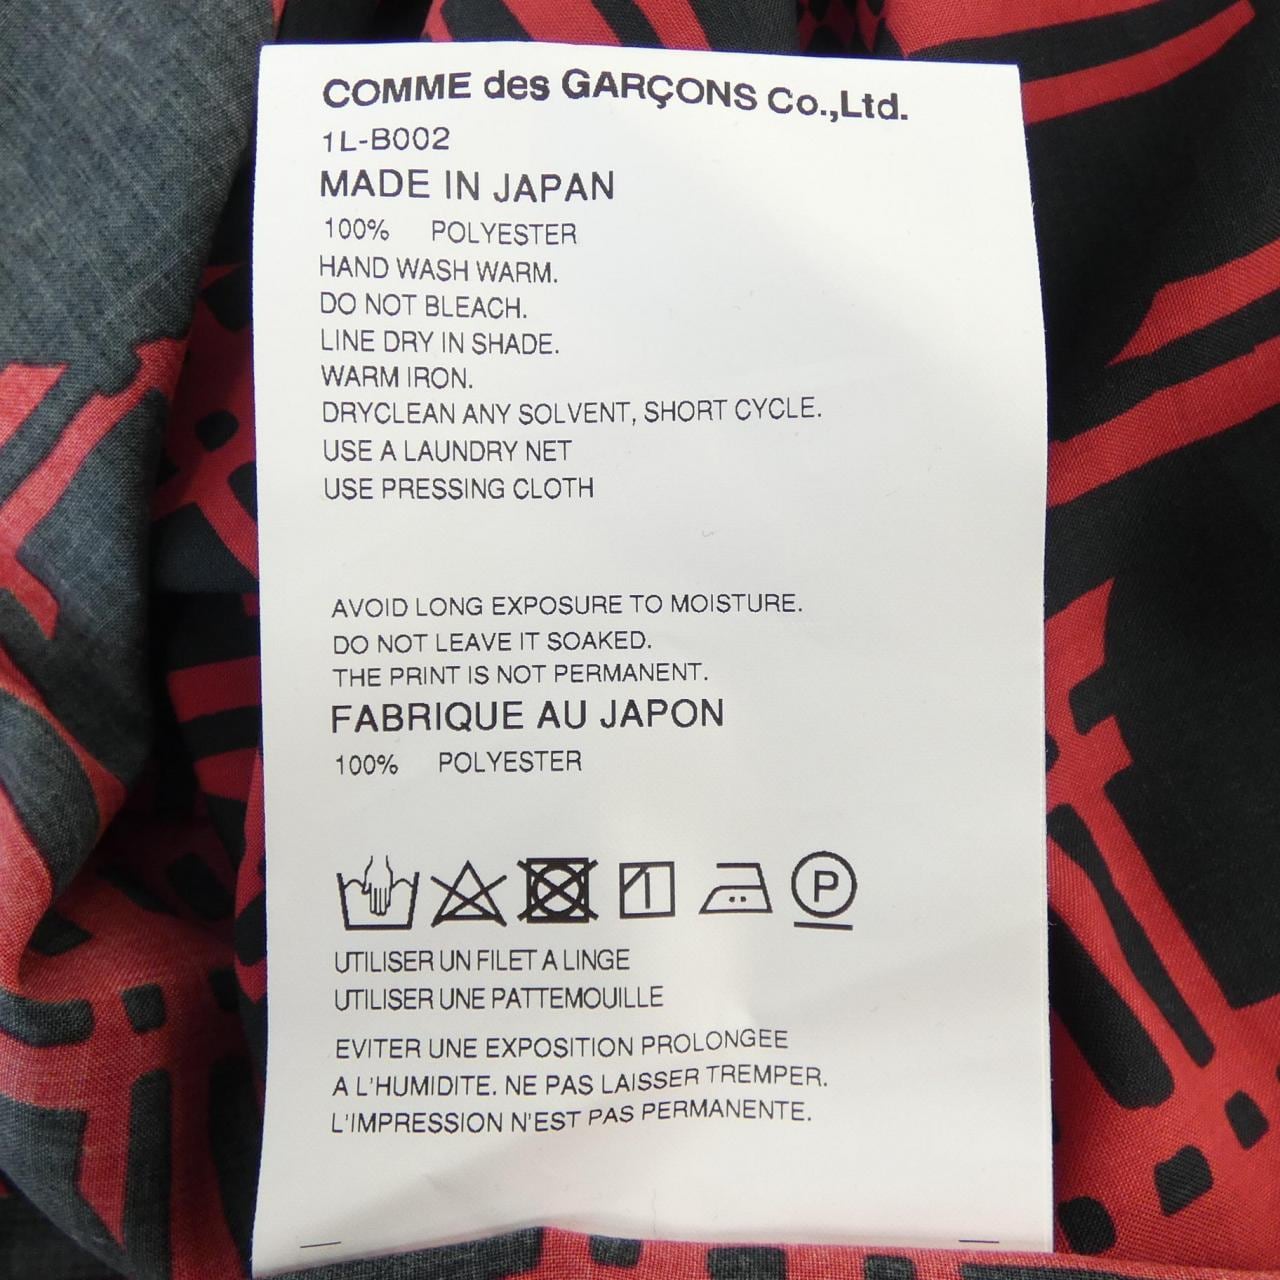 COMME des GARÇONS Co.,Ltd.
1L-B002
MADE IN JAPAN
100% POLYESTER
HAND WASH WARM.
DO NOT BLEACH.
LINE DRY IN SHADE.
WARM IRON.
DRYCLEAN ANY SOLVENT, SHORT CYCLE.
USE A LAUNDRY NET
USE PRESSING CLOTH
AVOID LONG EXPOSURE TO MOISTURE.
DO NOT LEAVE IT SOAKED.
THE PRINT IS NOT PERMANENT.
FABRIQUE AU JAPON
100% POLYESTER
P
UTILISER UN FILET A LINGE
UTILISER UNE PATTEMOUILLE
EVITER UNE EXPOSITION PROLONGEE
A L'HUMIDITE. NE PAS LAISSER TREMPER.
L'IMPRESSION N'EST PAS PERMANENTE.